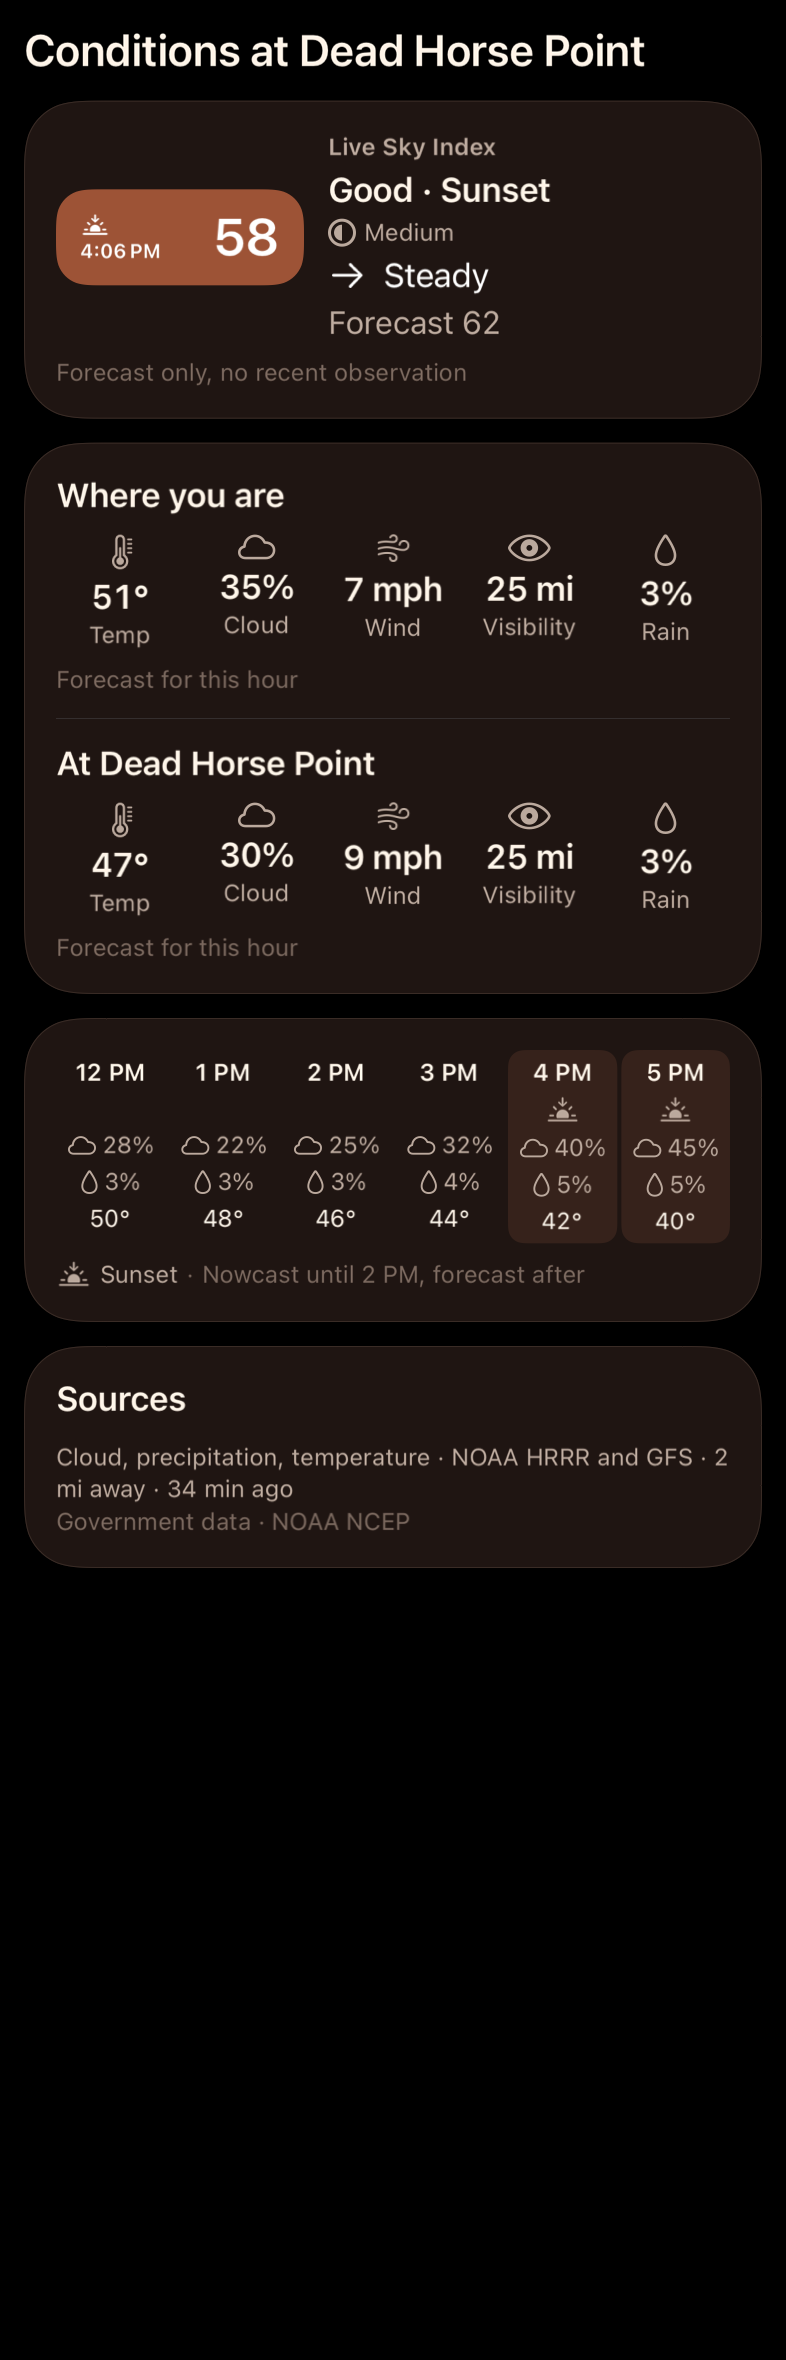 Conditions at Dead Horse Point
Live Sky Index
Good · Sunset
Medium
4:06 PM
58
→ Steady
Forecast 62
Forecast only, no recent observation
Where you are
51° 35% 7 mph 25 mi 3%
Temp Cloud Wind Visibility Rain
Forecast for this hour
At Dead Horse Point
47° 30% 9 mph 25 mi 3%
Temp Cloud Wind Visibility Rain
Forecast for this hour
12 PM 1 PM 2 PM 3 PM 4 PM 5 PM
28% 22% 25% 32% 40% 45%
3% 3% 3% 4% 5% 5%
50° 48° 46° 44° 42° 40°
Sunset · Nowcast until 2 PM, forecast after
Sources
Cloud, precipitation, temperature · NOAA HRRR and GFS · 2
mi away · 34 min ago
Government data · NOAA NCEP